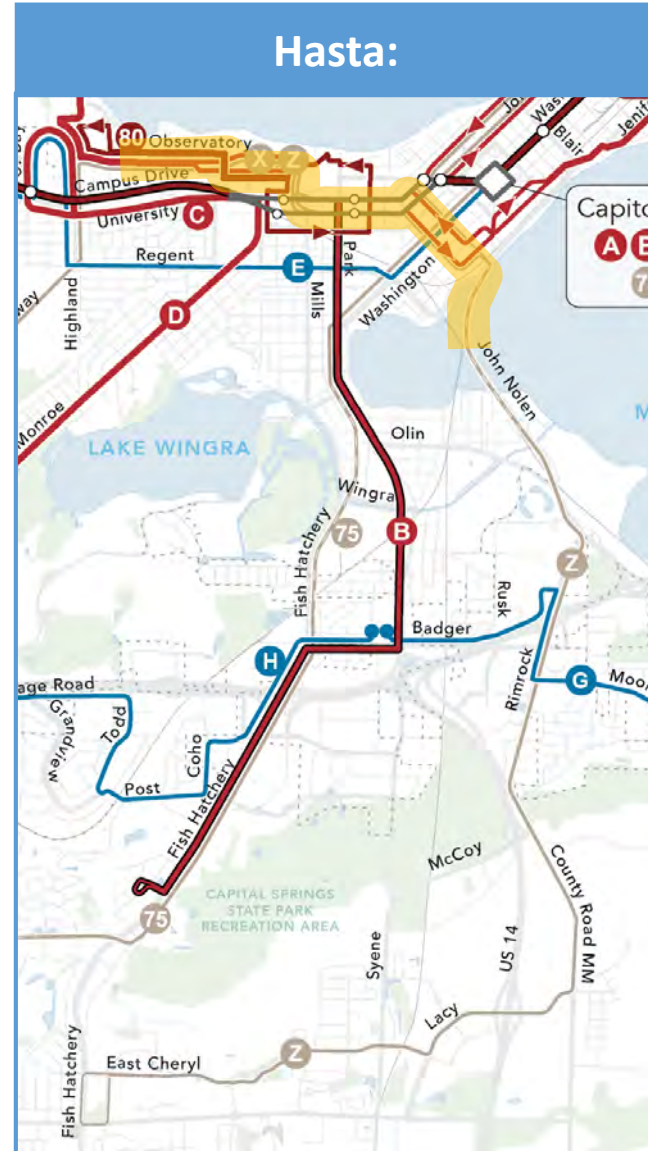 Hasta:
80
Observatory
X
Z
Campus Drive
University
C
Regent
E
Highland
D
Monroe
Mills
Park
Washington
Blair
Capito
A
John Nolen
LAKE WINGRA
Olin
Wingra
Fish Hatchery
75
B
Z
Rusk
Badger
H
Rimrock
G
Moor
age Road
Grandview
Todd
Coho
Post
Fish Hatchery
McCoy
CAPITAL SPRINGS
STATE PARK
RECREATION AREA
75
County Road MM
US 14
Syene
Lacy
Z
East Cheryl
Fish Hatchery